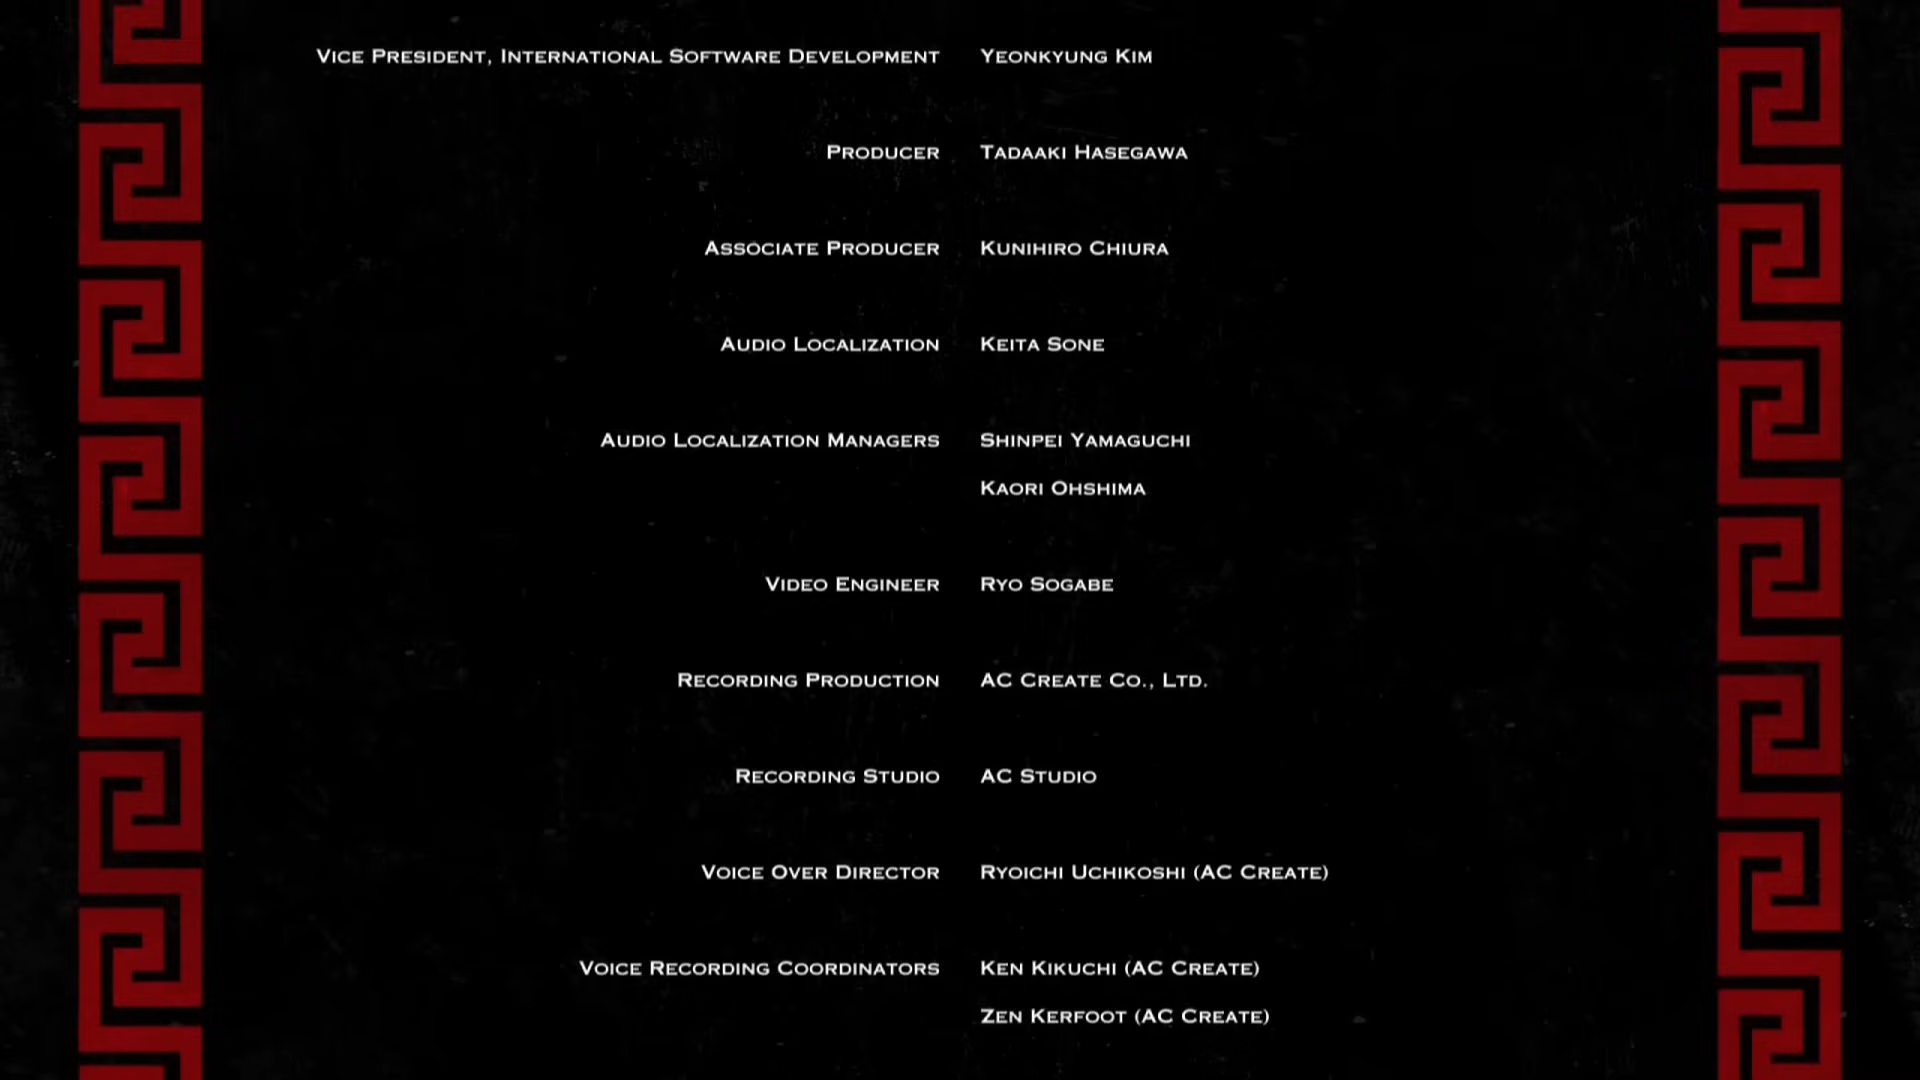 Vice President, International Software Development Yeonkyung Kim
Producer Tadaaki Hasegawa
Associate Producer Kunihiro Chiura
Audio Localization Keita Sone
Audio Localization Managers Shinpei Yamaguchi
Kaori Ohshima
Video Engineer Ryo Sogabe
Recording Production AC Create Co., Ltd.
Recording Studio AC Studio
Voice Over Director Ryoichi Uchikoshi (AC Create)
Voice Recording Coordinators Ken Kikuchi (AC Create)
Zen Kerfoot (AC Create)